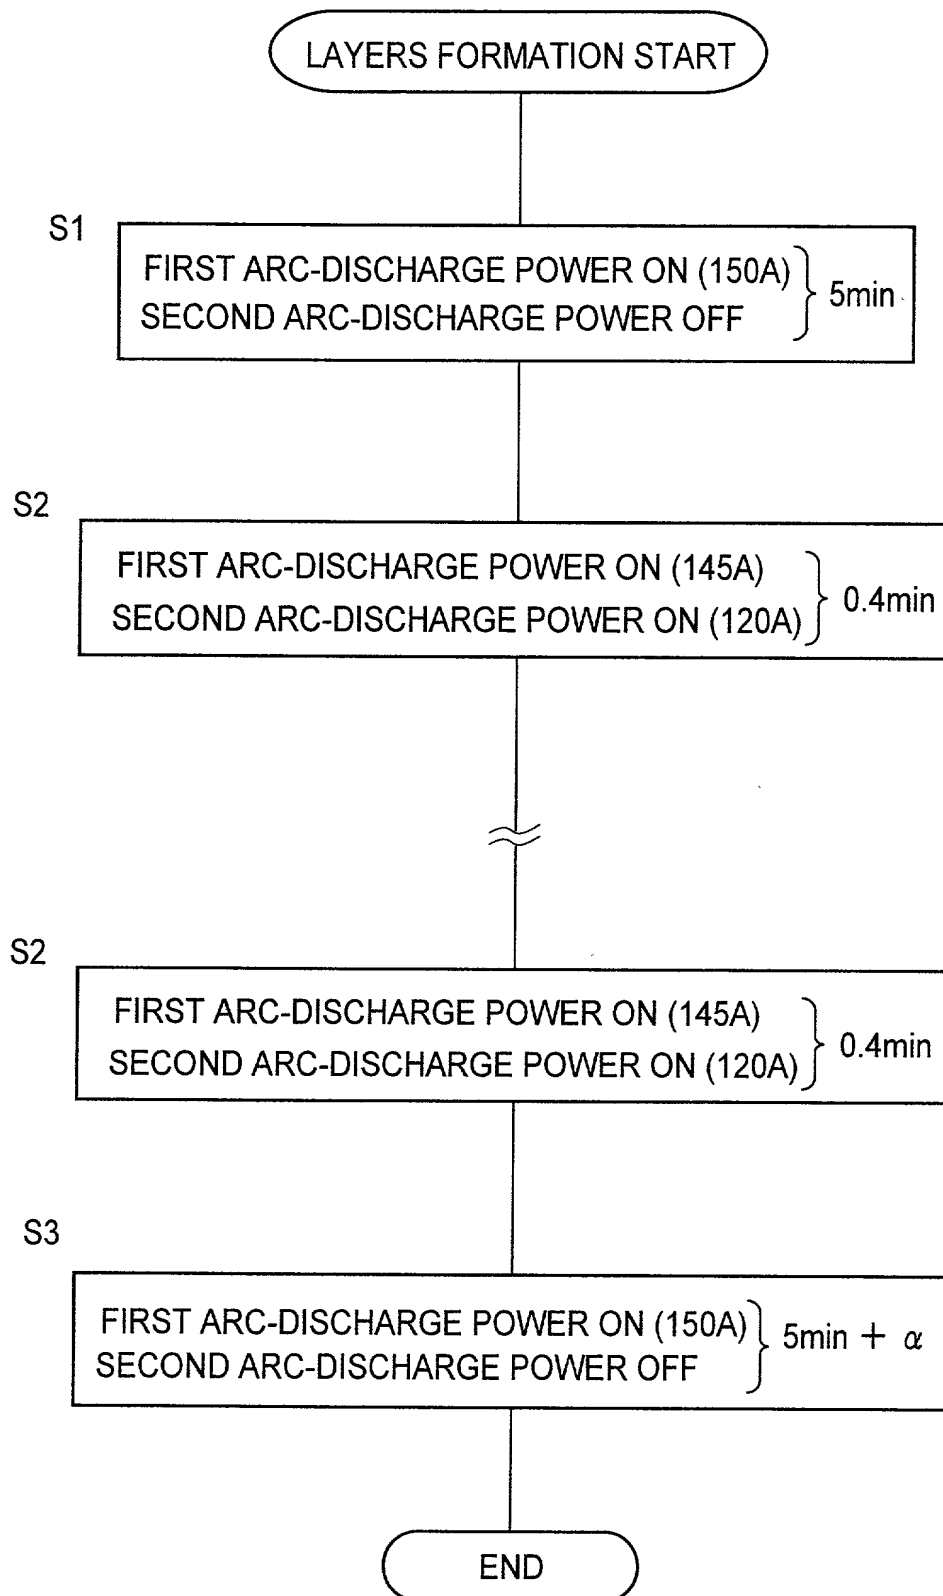 LAYERS FORMATION START
S1
FIRST ARC-DISCHARGE POWER ON (150A)
SECOND ARC-DISCHARGE POWER OFF
5min
S2
FIRST ARC-DISCHARGE POWER ON (145A)
SECOND ARC-DISCHARGE POWER ON (120A)
0.4min
S2
FIRST ARC-DISCHARGE POWER ON (145A)
SECOND ARC-DISCHARGE POWER ON (120A)
0.4min
S3
FIRST ARC-DISCHARGE POWER ON (150A)
SECOND ARC-DISCHARGE POWER OFF
5min + α
END